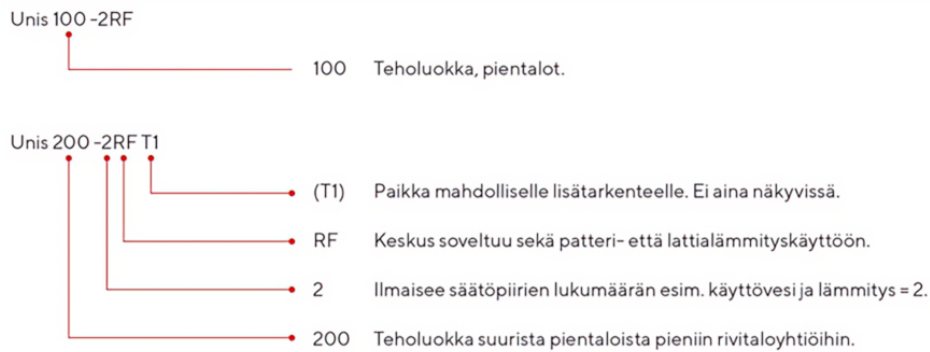 Unis 100 -2RF
100 Teholuokka, pientalot.
Unis 200 -2RF T1
(T1) Paikka mahdolliselle lisätarkenteelle. Ei aina näkyvissä.
RF Keskus soveltuu sekä patteri- että lattialämmityskäyttöön.
2 Ilmaisee säätöpiirien lukumäärän esim. käyttövesi ja lämmitys = 2.
200 Teholuokka suurista pientaloista pieniin rivitaloyhtiöihin.